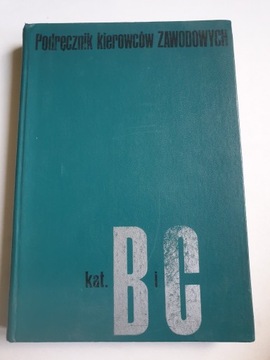 Podręcznik kierowców ZAWODOWYCH
kat. B i C